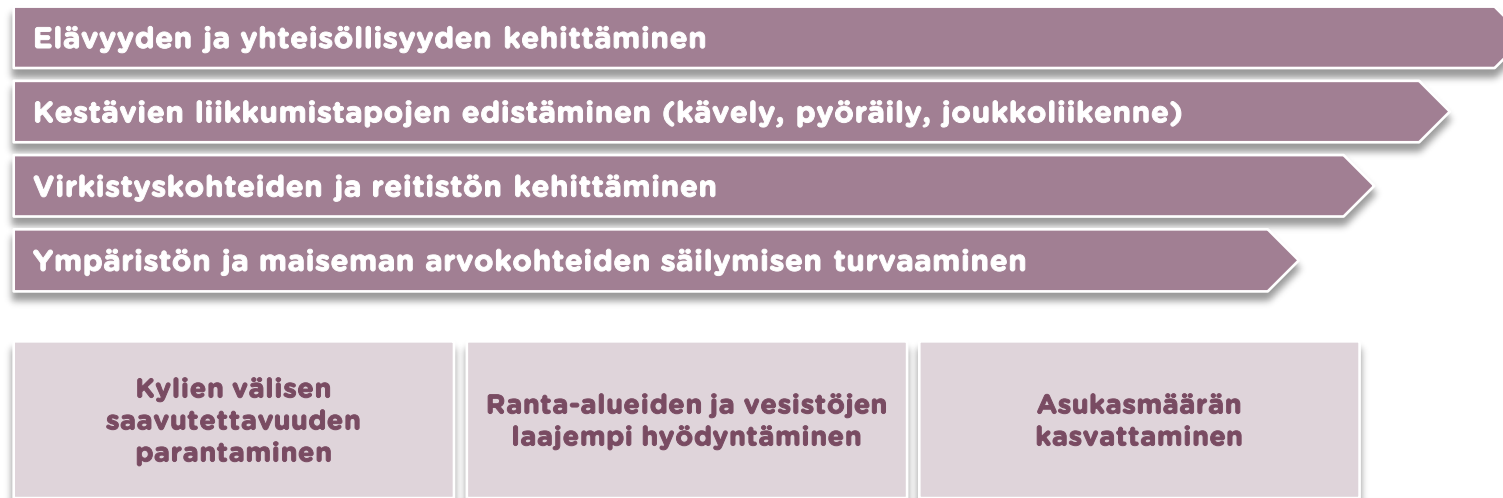 Elävyyden ja yhteisöllisyyden kehittäminen
Kestävien liikkumistapojen edistäminen (kävely, pyöräily, joukkoliikenne)
Virkistyskohteiden ja reitistön kehittäminen
Ympäristön ja maiseman arvokohteiden säilymisen turvaaminen
Kylien välisen
saavutettavuuden
parantaminen
Ranta-alueiden ja vesistöjen
laajempi hyödyntäminen
Asukasmäärän
kasvattaminen